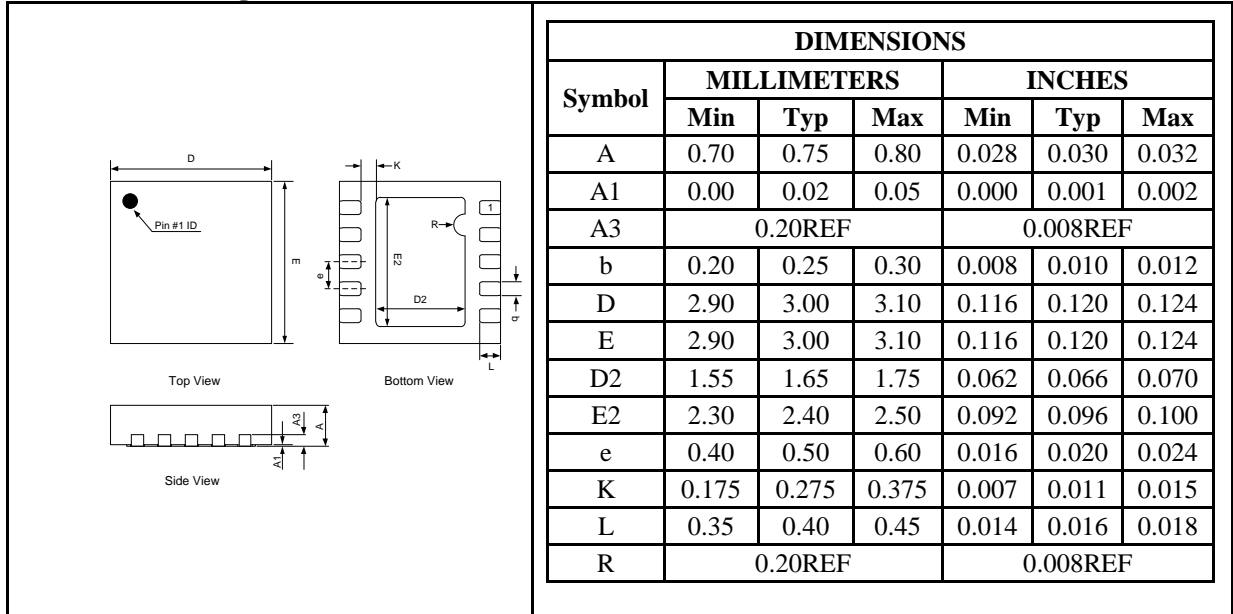 D
Pin #1 ID
E
Top View
A3
A
A1
Side View
K
1
R
E2
e
D2
b
L
Bottom View
DIMENSIONS
Symbol MILLIMETERS INCHES
Min Typ Max Min Typ Max
A 0.70 0.75 0.80 0.028 0.030 0.032
A1 0.00 0.02 0.05 0.000 0.001 0.002
A3 0.20REF 0.008REF
b 0.20 0.25 0.30 0.008 0.010 0.012
D 2.90 3.00 3.10 0.116 0.120 0.124
E 2.90 3.00 3.10 0.116 0.120 0.124
D2 1.55 1.65 1.75 0.062 0.066 0.070
E2 2.30 2.40 2.50 0.092 0.096 0.100
e 0.40 0.50 0.60 0.016 0.020 0.024
K 0.175 0.275 0.375 0.007 0.011 0.015
L 0.35 0.40 0.45 0.014 0.016 0.018
R 0.20REF 0.008REF